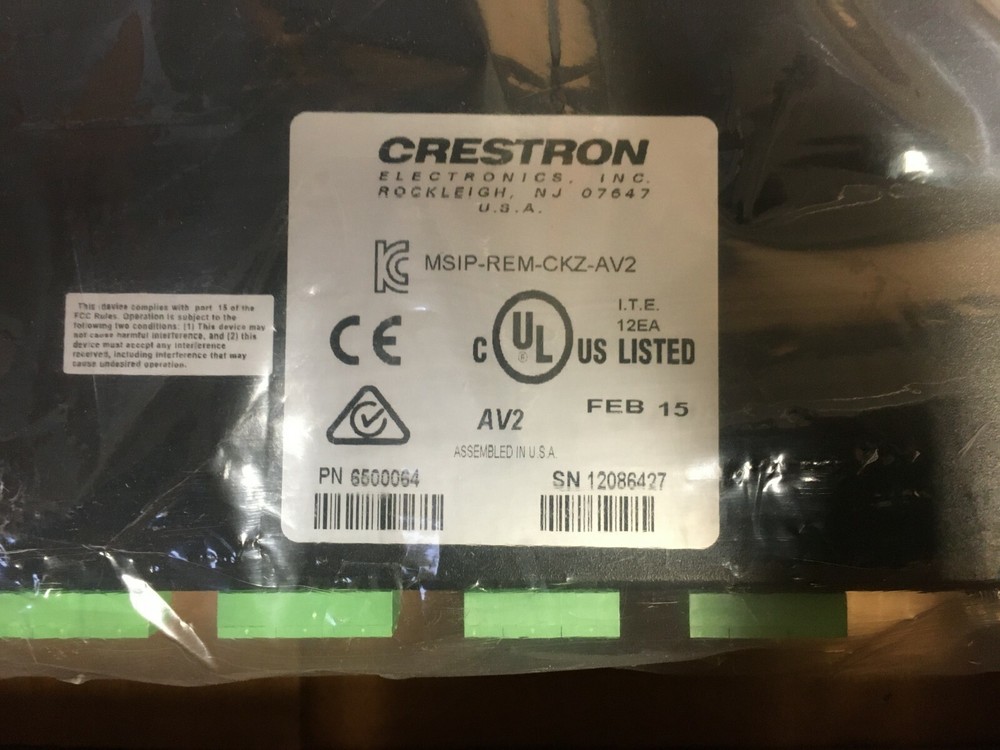 CRESTRON
ELECTRONICS, INC.
ROCKLEIGH, NJ 07647
U.S.A.
KC MSIP-REM-CKZ-AV2
This device complies with part 15 of the
FCC Rules. Operation is subject to the
following two conditions: (1) This device may
not cause harmful interference, and (2) this
device must accept any interference
received, including interference that may
cause undesired operation.
CE
C UL ® US LISTED
I.T.E.
12EA
AV2
FEB 15
ASSEMBLED IN U.S.A.
PN 6500064
SN 12086427